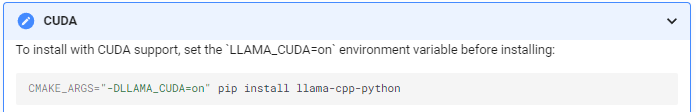 CUDA
To install with CUDA support, set the `LLAMA_CUDA=on` environment variable before installing:
CMAKE_ARGS="-DLLAMA_CUDA=on" pip install llama-cpp-python